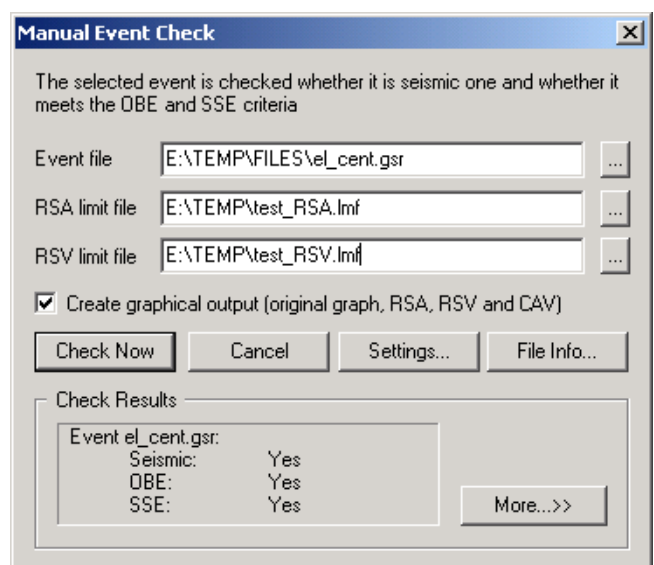 Manual Event Check
The selected event is checked whether it is seismic one and whether it
meets the OBE and SSE criteria
Event file E:\TEMP\FILES\el_cent.gsr ...
RSA limit file E:\TEMP\test_RSA.lmf ...
RSV limit file E:\TEMP\test_RSV.lmf ...
Create graphical output (original graph, RSA, RSV and CAV)
Check Now Cancel Settings... File Info...
Check Results
Event el_cent.gsr:
Seismic: Yes
OBE: Yes
SSE: Yes
More...>>